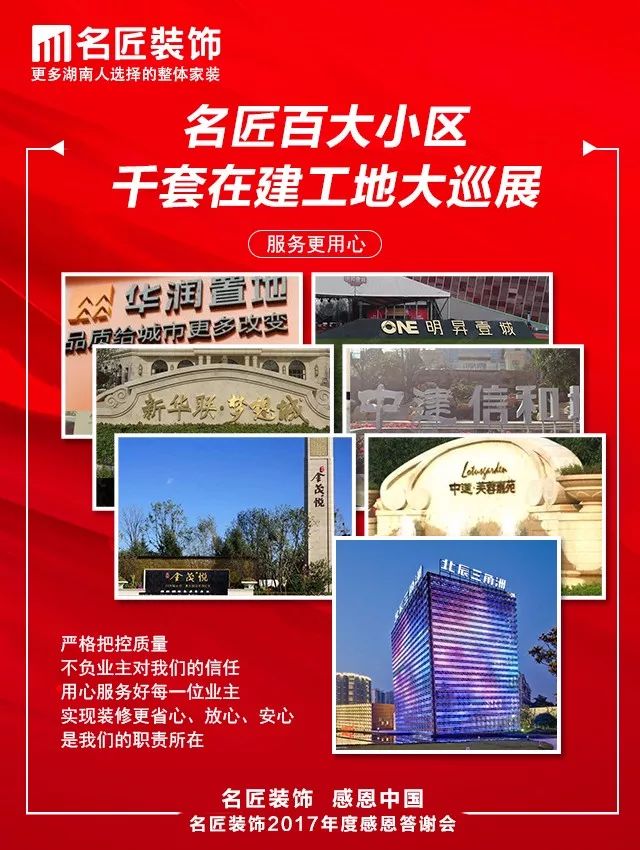 名匠装飾
更多湖南人选择的整体家装
名匠百大小区
千套在建工地大巡展
服务更用心
华润置地
品质给城市更多改变
ONE 明昇壹城
新华联·梦想城
中建信和
Lotusgarden
中建·芙蓉嘉苑
金茂悦
金茂悦
北辰三角洲
严格把控质量
不负业主对我们的信任
用心服务好每一位业主
实现装修更省心、放心、安心
是我们的职责所在
名匠装饰 感恩中国
名匠装饰2017年度感恩答谢会